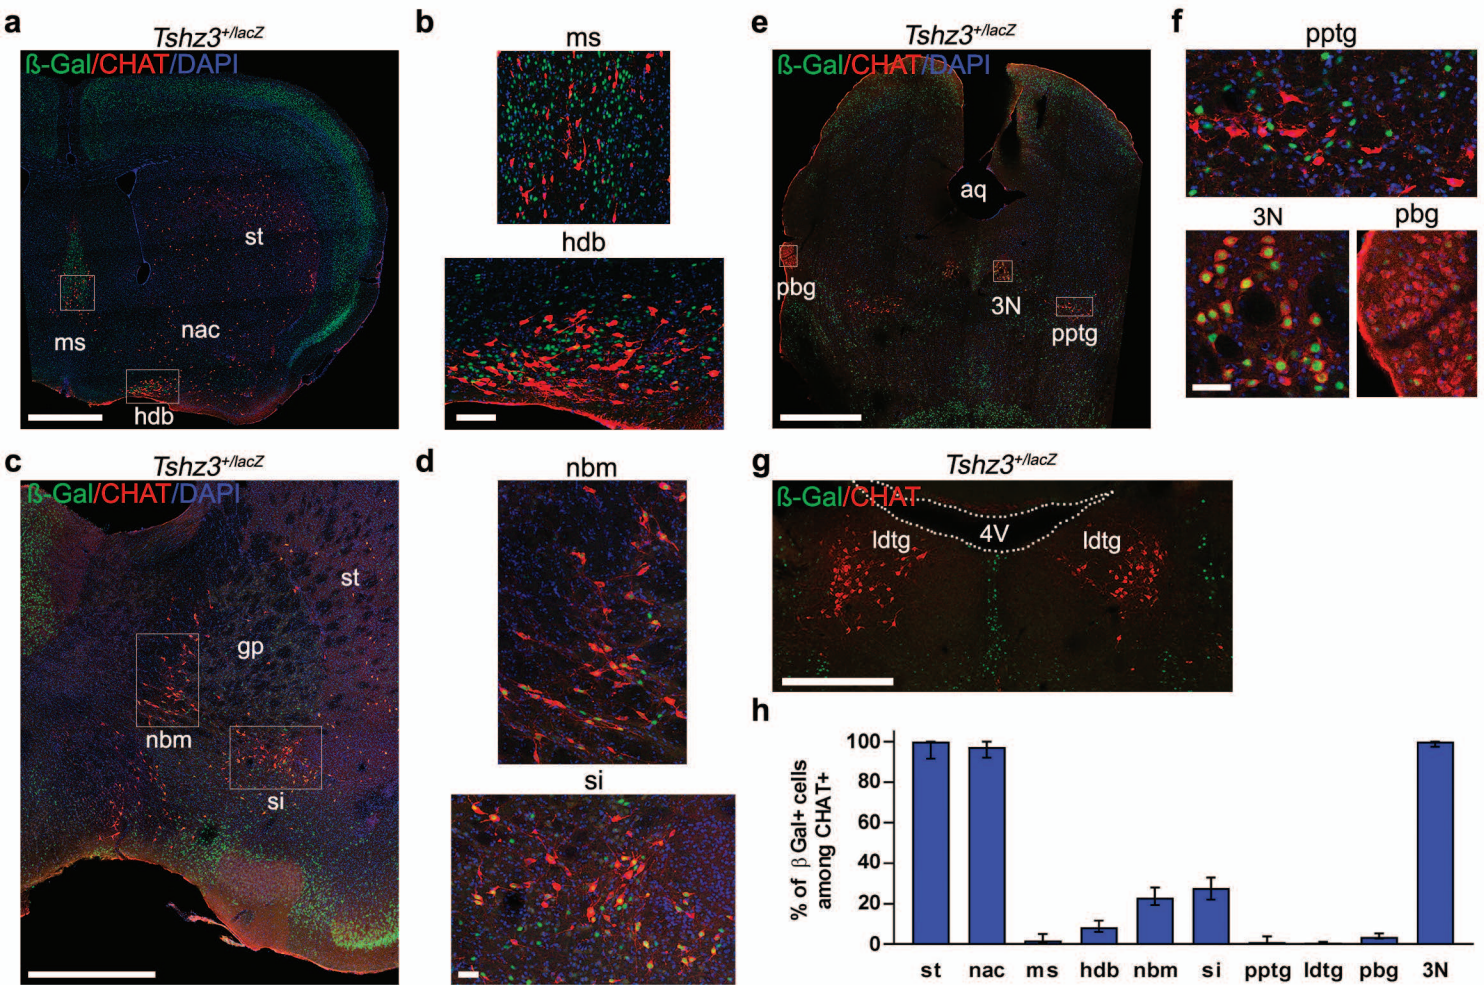 a
Tshz3+/lacZ
ß-Gal/CHAT/DAPI
st
nac
ms
hdb
b
ms
hdb
c
Tshz3+/lacZ
ß-Gal/CHAT/DAPI
st
gp
nbm
si
d
nbm
si
e
Tshz3+/lacZ
ß-Gal/CHAT/DAPI
aq
pbg
3N
pptg
f
pptg
3N
pbg
g
Tshz3+/lacZ
ß-Gal/CHAT
ldtg
4V
ldtg
h
% of β Gal+ cells
among CHAT+
100
80
60
40
20
0
st nac ms hdb nbm si pptg ldtg pbg 3N